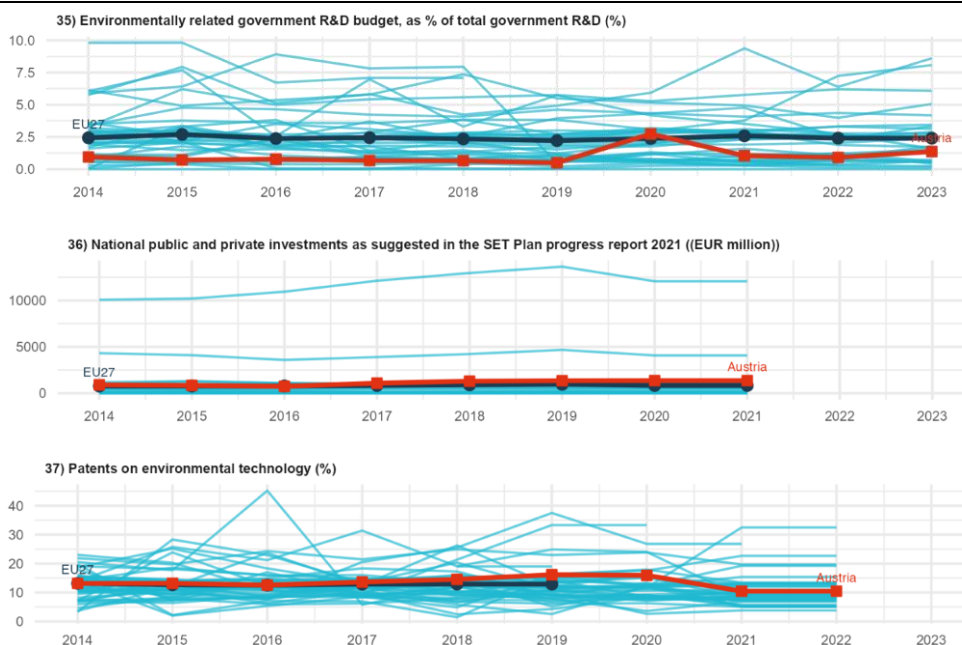 35) Environmentally related government R&D budget, as % of total government R&D (%)
10.0
7.5
5.0
EU27
2.5
Austria
0.0
2014 2015 2016 2017 2018 2019 2020 2021 2022 2023
36) National public and private investments as suggested in the SET Plan progress report 2021 ((EUR million))
10000
5000
EU27 Austria
0
2014 2015 2016 2017 2018 2019 2020 2021 2022 2023
37) Patents on environmental technology (%)
40
30
20
EU27 Austria
10
0
2014 2015 2016 2017 2018 2019 2020 2021 2022 2023